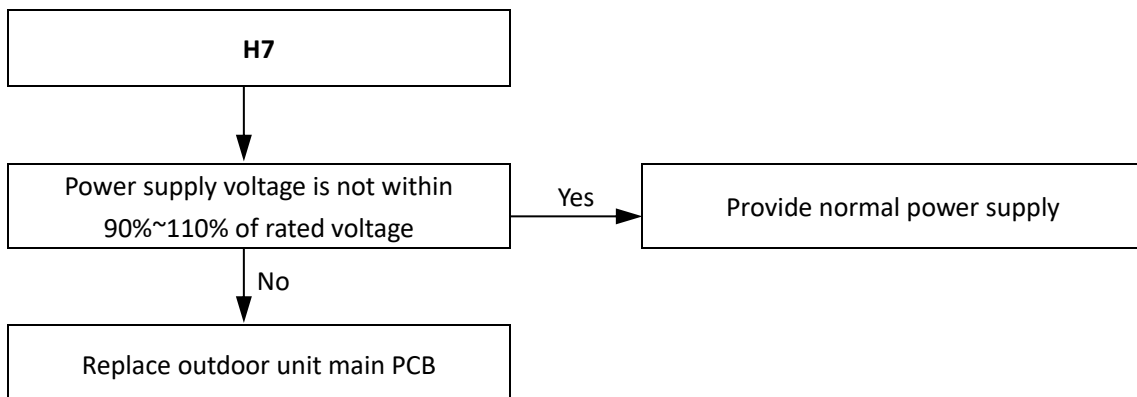 H7
Power supply voltage is not within
90%~110% of rated voltage
Yes
Provide normal power supply
No
Replace outdoor unit main PCB